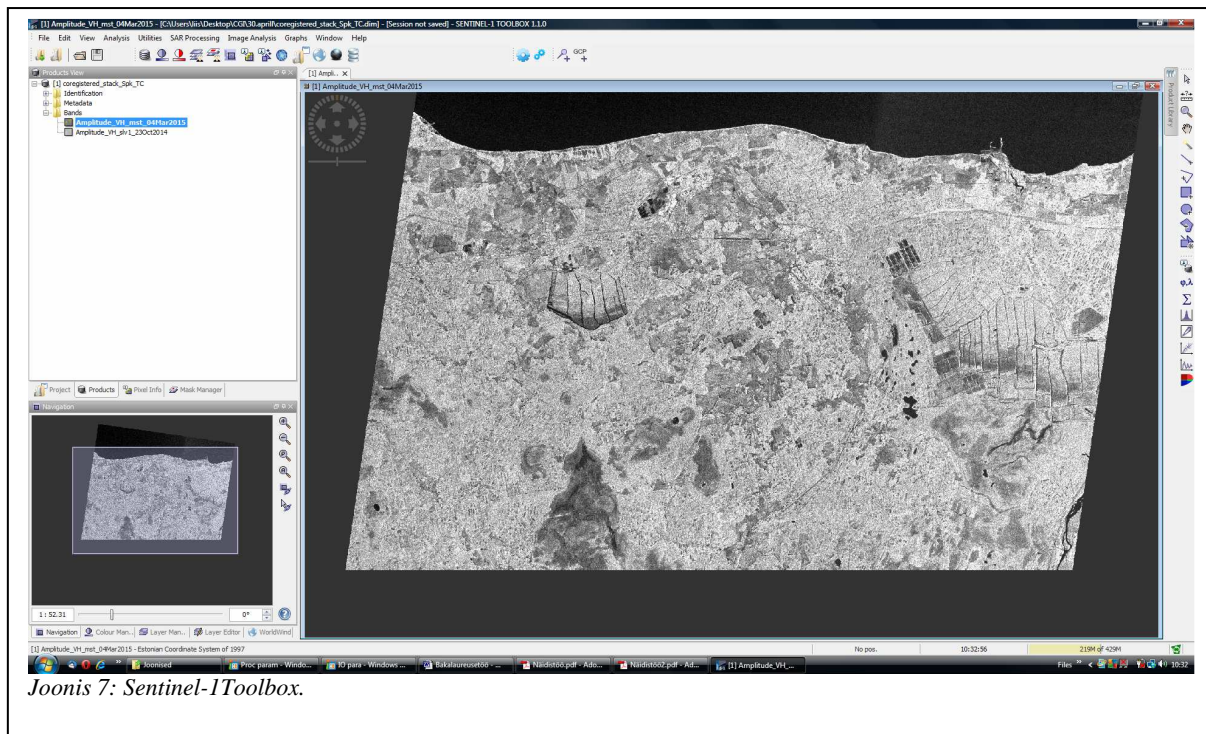 [1] Amplitude_VH_mst_04Mar2015 - [C:\Users\liis\Desktop\CGI\30.aprill\coregistered_stack_Spk_TC.dim] - [Session not saved] - SENTINEL-1 TOOLBOX 1.1.0
File Edit View Analysis Utilities SAR Processing Image Analysis Graphs Window Help
GCP
Products View
[1] Ampli.. X
[1] coregistered_stack_Spk_TC
[1] Amplitude_VH_mst_04Mar2015
Identification
Metadata
Bands
Amplitude_VH_mst_04Mar2015
Amplitude_VH_slv1_23Oct2014
Product Library
φ,λ
Σ
Project Products Pixel Info Mask Manager
Navigation
1 : 52.31 0°
Navigation Colour Man... Layer Man... Layer Editor WorldWind
[1] Amplitude_VH_mst_04Mar2015 - Estonian Coordinate System of 1997 No pos. 10:32:56 219M of 429M
Joonised Proc param - Windo... IO para - Windows ... Bakalaureusetöö - ... Näidistöö.pdf - Ado... Näidistöö2.pdf - Ad... [1] Amplitude_VH_... Files 10:32
Joonis 7: Sentinel-1Toolbox.